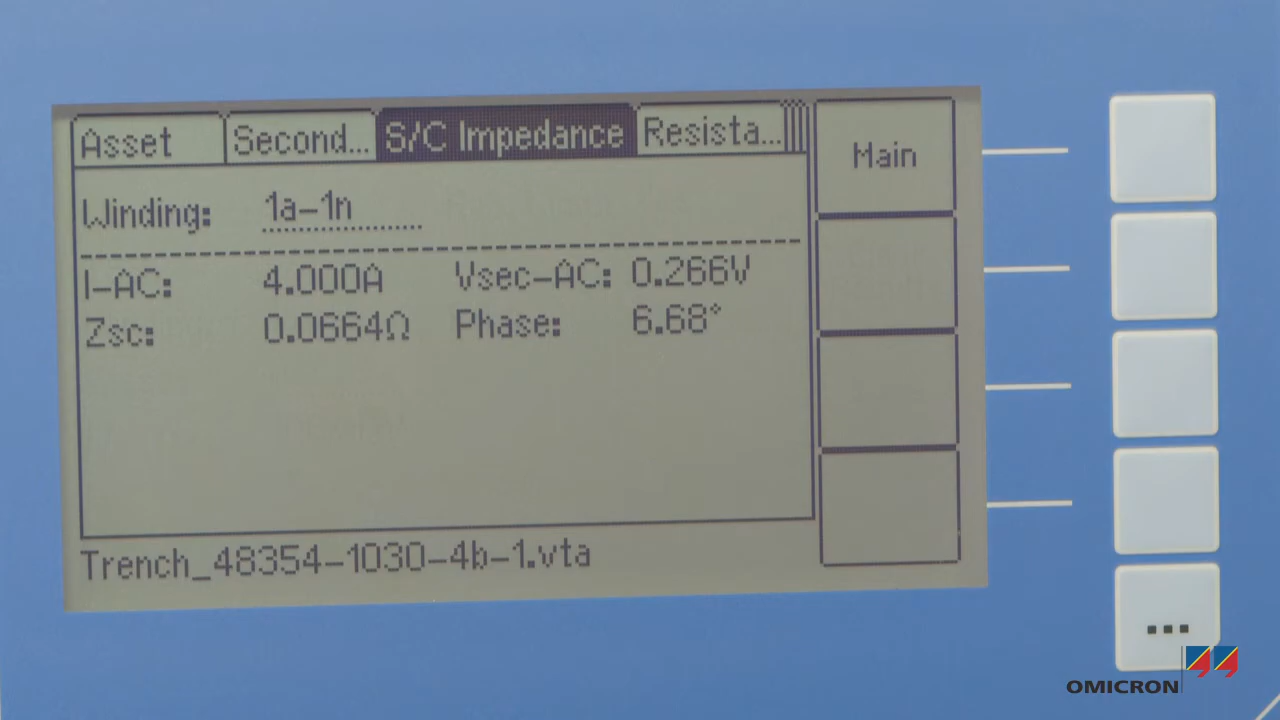 Asset Second... S/C Impedance Resista... Main
Winding: 1a-1n
I-AC: 4.000A Vsec-AC: 0.266V
Zsc: 0.0664Ω Phase: 6.68°
Trench_48354-1030-4b-1.vta
...
OMICRON